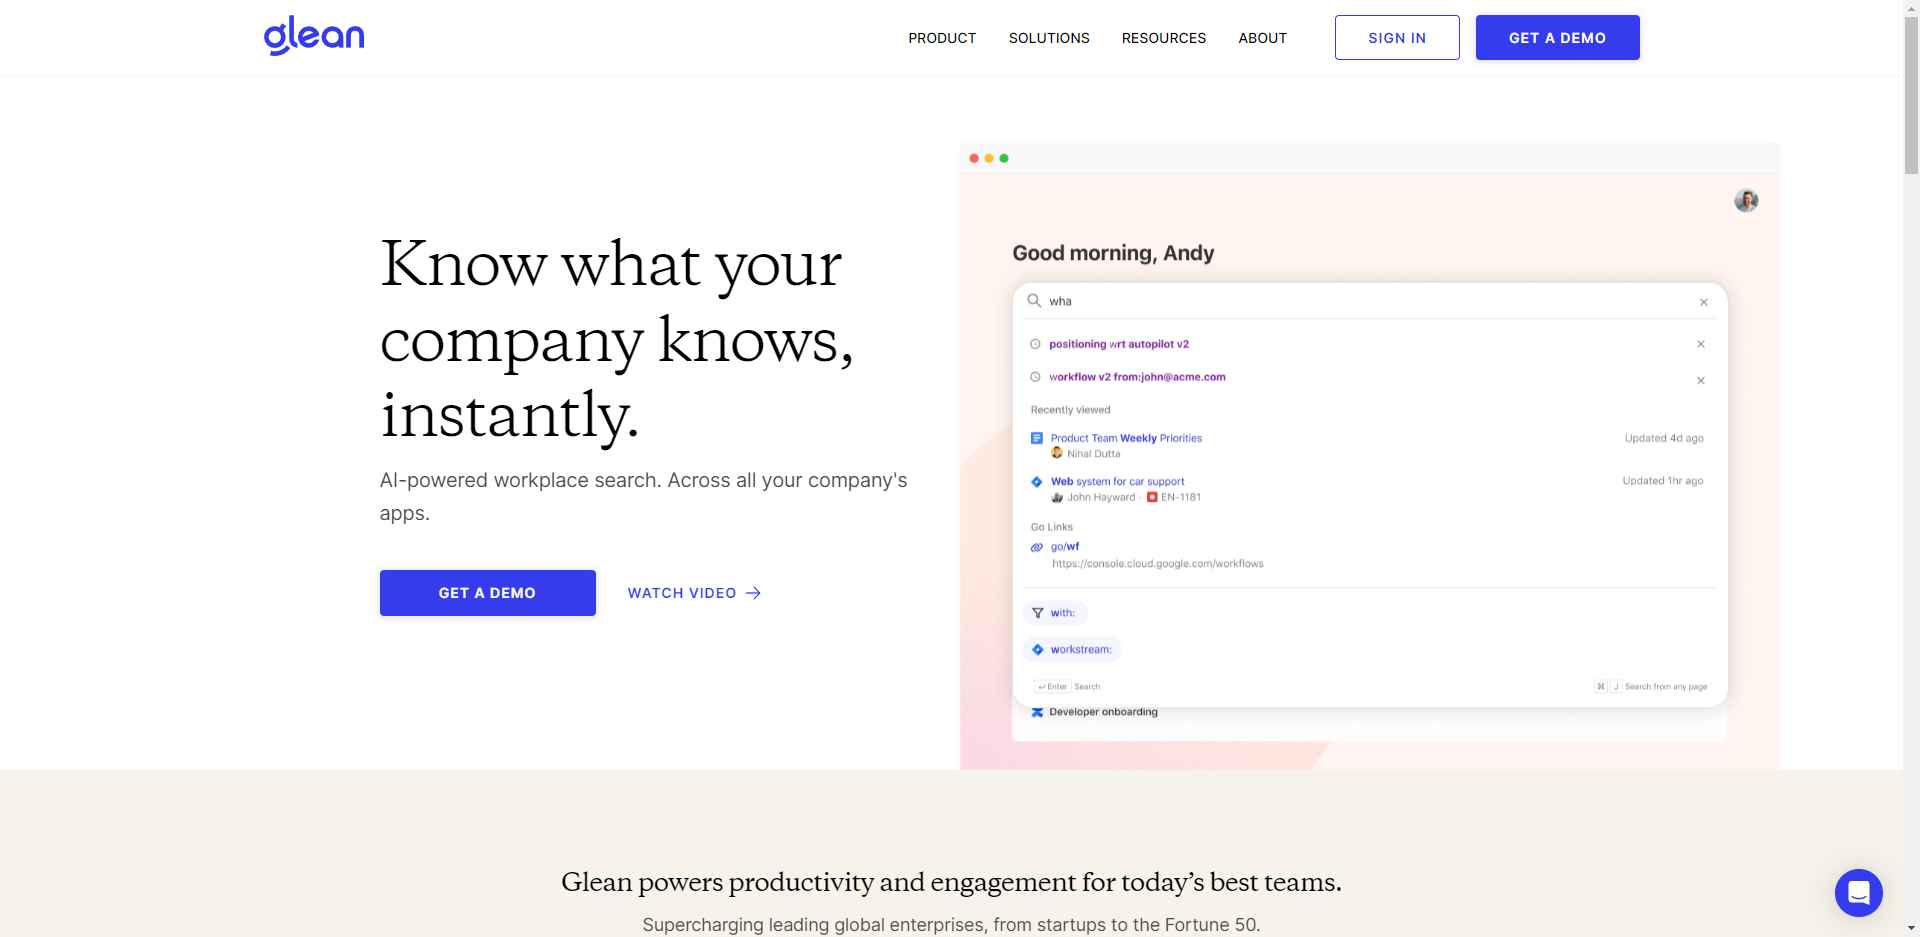 glean
PRODUCT
SOLUTIONS
RESOURCES
ABOUT
SIGN IN
GET A DEMO
Know what your
company knows,
instantly.
AI-powered workplace search. Across all your company's
apps.
GET A DEMO
WATCH VIDEO
Good morning, Andy
wha
positioning wrt autopilot v2
workflow v2 from:john@acme.com
Recently viewed
Product Team Weekly Priorities
Updated 4d ago
Nihal Dutta
Web system for car support
Updated 1hr ago
John Hayward · EN-1181
Go Links
go/wf
https://console.cloud.google.com/workflows
with:
workstream:
↵ Enter Search
⌘ J Search from any page
Developer onboarding
Glean powers productivity and engagement for today’s best teams.
Supercharging leading global enterprises, from startups to the Fortune 50.